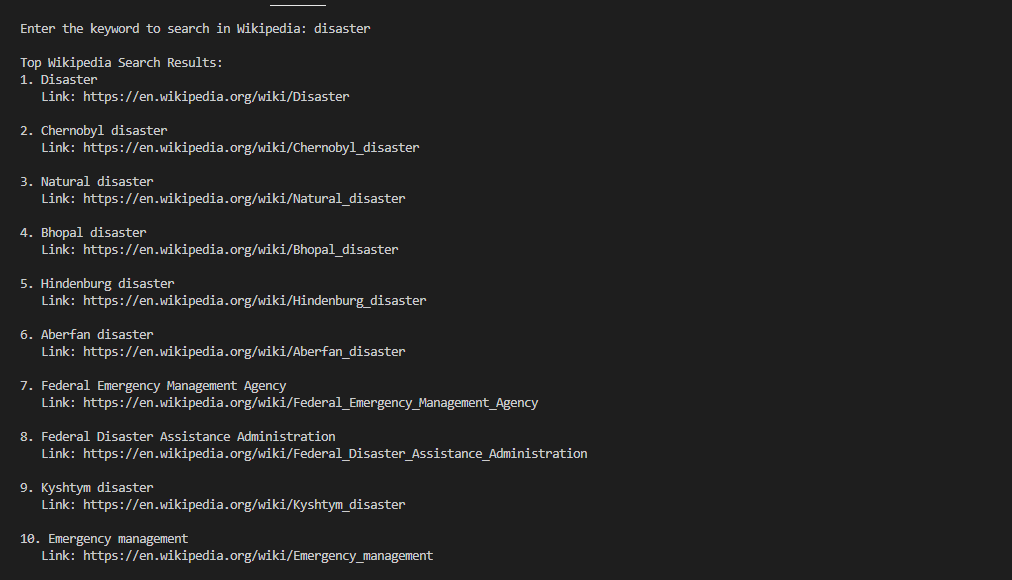 Enter the keyword to search in Wikipedia: disaster
Top Wikipedia Search Results:
1. Disaster
Link: https://en.wikipedia.org/wiki/Disaster
2. Chernobyl disaster
Link: https://en.wikipedia.org/wiki/Chernobyl_disaster
3. Natural disaster
Link: https://en.wikipedia.org/wiki/Natural_disaster
4. Bhopal disaster
Link: https://en.wikipedia.org/wiki/Bhopal_disaster
5. Hindenburg disaster
Link: https://en.wikipedia.org/wiki/Hindenburg_disaster
6. Aberfan disaster
Link: https://en.wikipedia.org/wiki/Aberfan_disaster
7. Federal Emergency Management Agency
Link: https://en.wikipedia.org/wiki/Federal_Emergency_Management_Agency
8. Federal Disaster Assistance Administration
Link: https://en.wikipedia.org/wiki/Federal_Disaster_Assistance_Administration
9. Kyshtym disaster
Link: https://en.wikipedia.org/wiki/Kyshtym_disaster
10. Emergency management
Link: https://en.wikipedia.org/wiki/Emergency_management